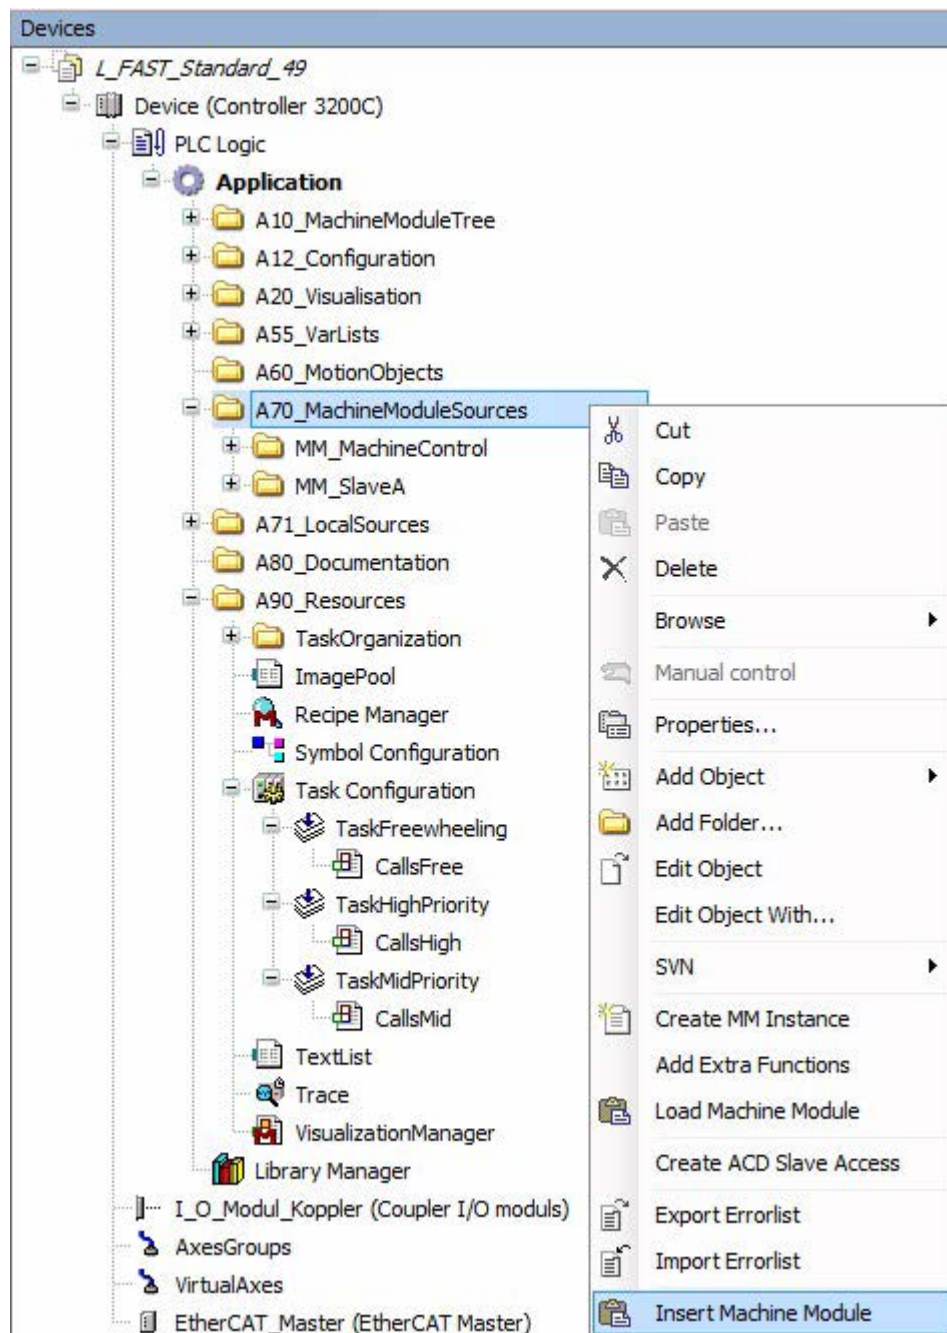 Devices
L_FAST_Standard_49
Device (Controller 3200C)
PLC Logic
Application
A10_MachineModuleTree
A12_Configuration
A20_Visualisation
A55_VarLists
A60_MotionObjects
A70_MachineModuleSources
MM_MachineControl
MM_SlaveA
A71_LocalSources
A80_Documentation
A90_Resources
TaskOrganization
ImagePool
Recipe Manager
Symbol Configuration
Task Configuration
TaskFreewheeling
CallsFree
TaskHighPriority
CallsHigh
TaskMidPriority
CallsMid
TextList
Trace
VisualizationManager
Library Manager
I_O_Modul_Koppler (Coupler I/O moduls)
AxesGroups
VirtualAxes
EtherCAT_Master (EtherCAT Master)
Cut
Copy
Paste
Delete
Browse
Manual control
Properties...
Add Object
Add Folder...
Edit Object
Edit Object With...
SVN
Create MM Instance
Add Extra Functions
Load Machine Module
Create ACD Slave Access
Export Errorlist
Import Errorlist
Insert Machine Module